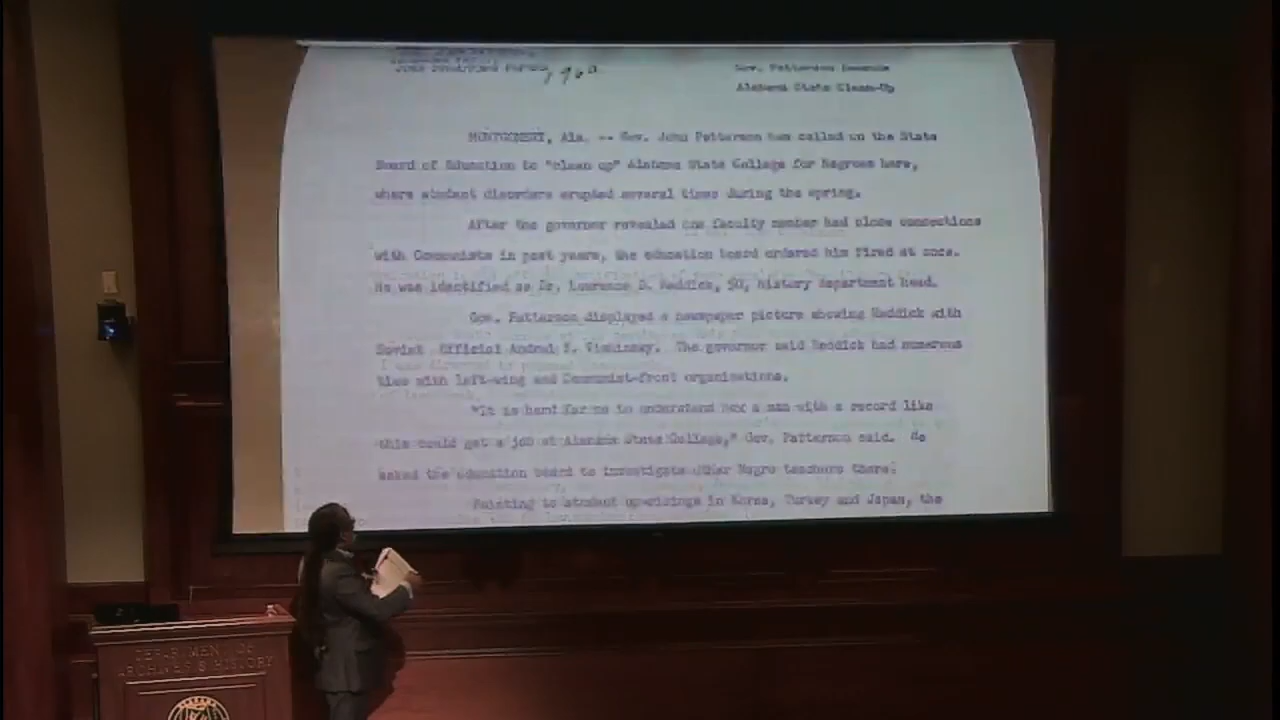 1960
Gov. Patterson Demands
Alabama State Clean-Up
MONTGOMERY, Ala. -- Gov. John Patterson has called on the State
Board of Education to "clean up" Alabama State College for Negroes here,
where student disorders erupted several times during the spring.
After the governor revealed one faculty member had close connections
with Communists in past years, the education board ordered him fired at once.
He was identified as Dr. Lawrence D. Reddick, 50, history department head.
Gov. Patterson displayed a newspaper picture showing Reddick with
Soviet Official Andrei Y. Vishinsky. The governor said Reddick had numerous
ties with left-wing and Communist-front organizations.
"It is hard for me to understand how a man with a record like
this could get a job at Alabama State College," Gov. Patterson said. He
asked the education board to investigate other Negro teachers there.
Pointing to student uprisings in Korea, Turkey and Japan, the
DEPARTMENT OF
ARCHIVES & HISTORY